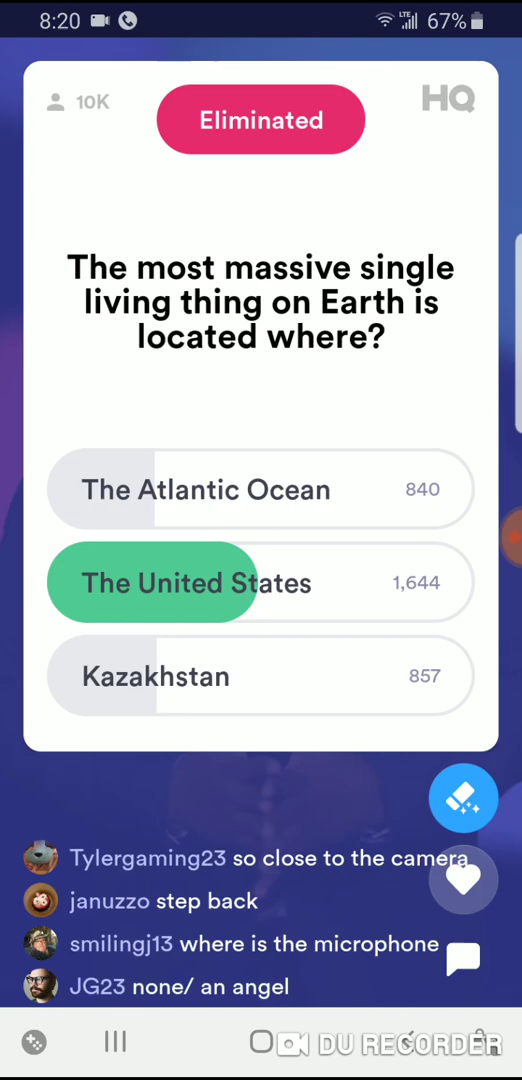 8:20 LTE 67%
10K Eliminated HQ
The most massive single
living thing on Earth is
located where?
The Atlantic Ocean 840
The United States 1,644
Kazakhstan 857
Tylergaming23 so close to the camera
januzzo step back
smilingj13 where is the microphone
JG23 none/ an angel
DU RECORDER